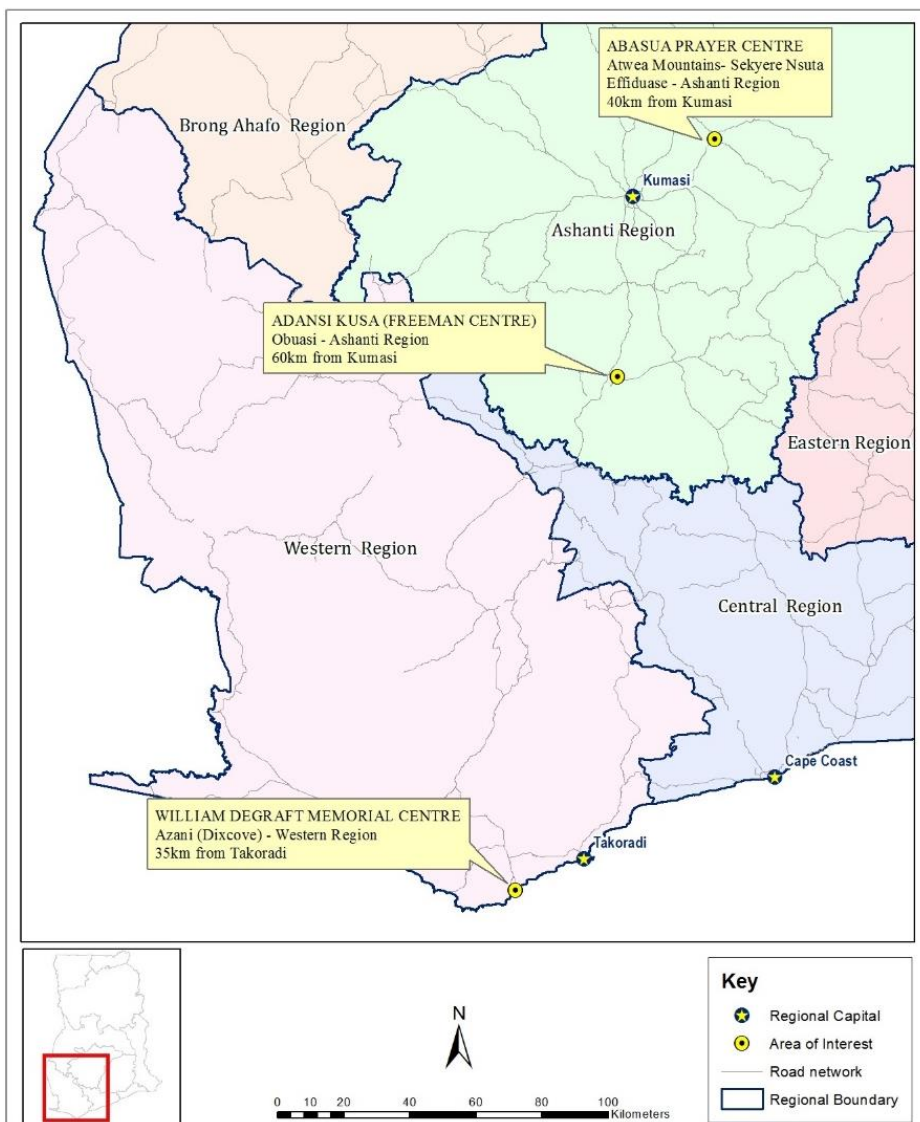 ABASUA PRAYER CENTRE
Atwea Mountains- Sekyere Nsuta
Effiduase - Ashanti Region
40km from Kumasi
Brong Ahafo Region
Kumasi
Ashanti Region
ADANSI KUSA (FREEMAN CENTRE)
Obuasi - Ashanti Region
60km from Kumasi
Eastern Region
Western Region
Central Region
Cape Coast
WILLIAM DEGRAFT MEMORIAL CENTRE
Azani (Dixcove) - Western Region
35km from Takoradi
Takoradi
N
0 10 20 40 60 80 100
Kilometers
Key
Regional Capital
Area of Interest
Road network
Regional Boundary